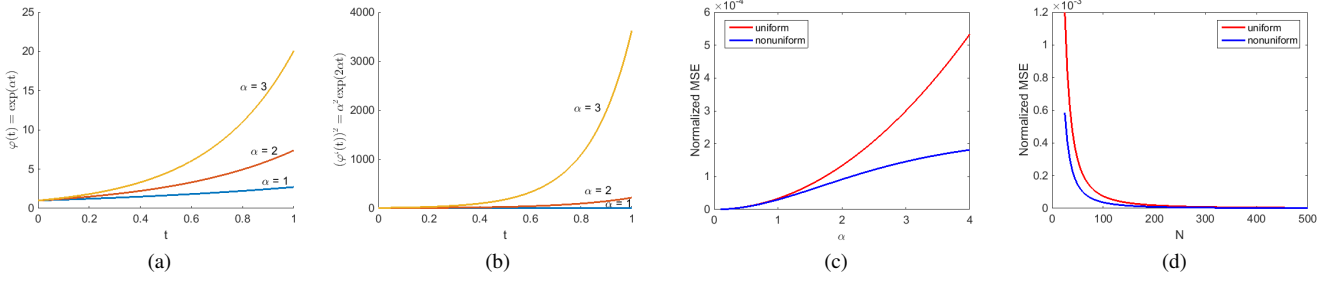 φ(t) = exp(αt)
25
20
15
10
5
0
α = 3
α = 2
α = 1
0 0.2 0.4 0.6 0.8 1
t
(a)
(φ'(t))² = α² exp(2αt)
4000
3000
2000
1000
0
α = 3
α = 2
α = 1
0 0.2 0.4 0.6 0.8 1
t
(b)
×10⁻⁴
Normalized MSE
6
5
4
3
2
1
0
uniform
nonuniform
0 1 2 3 4
α
(c)
×10⁻³
Normalized MSE
1.2
1
0.8
0.6
0.4
0.2
0
uniform
nonuniform
0 100 200 300 400 500
N
(d)